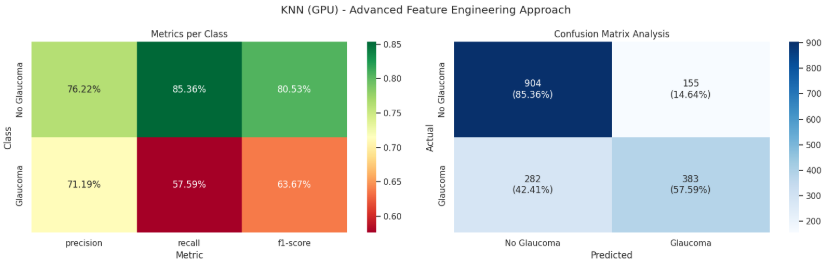 KNN (GPU) - Advanced Feature Engineering Approach
Metrics per Class
Class
No Glaucoma
76.22% 85.36% 80.53%
Glaucoma
71.19% 57.59% 63.67%
precision recall f1-score
Metric
0.85
0.80
0.75
0.70
0.65
0.60
Confusion Matrix Analysis
Actual
No Glaucoma
904 155
(85.36%) (14.64%)
Glaucoma
282 383
(42.41%) (57.59%)
No Glaucoma Glaucoma
Predicted
900
800
700
600
500
400
300
200